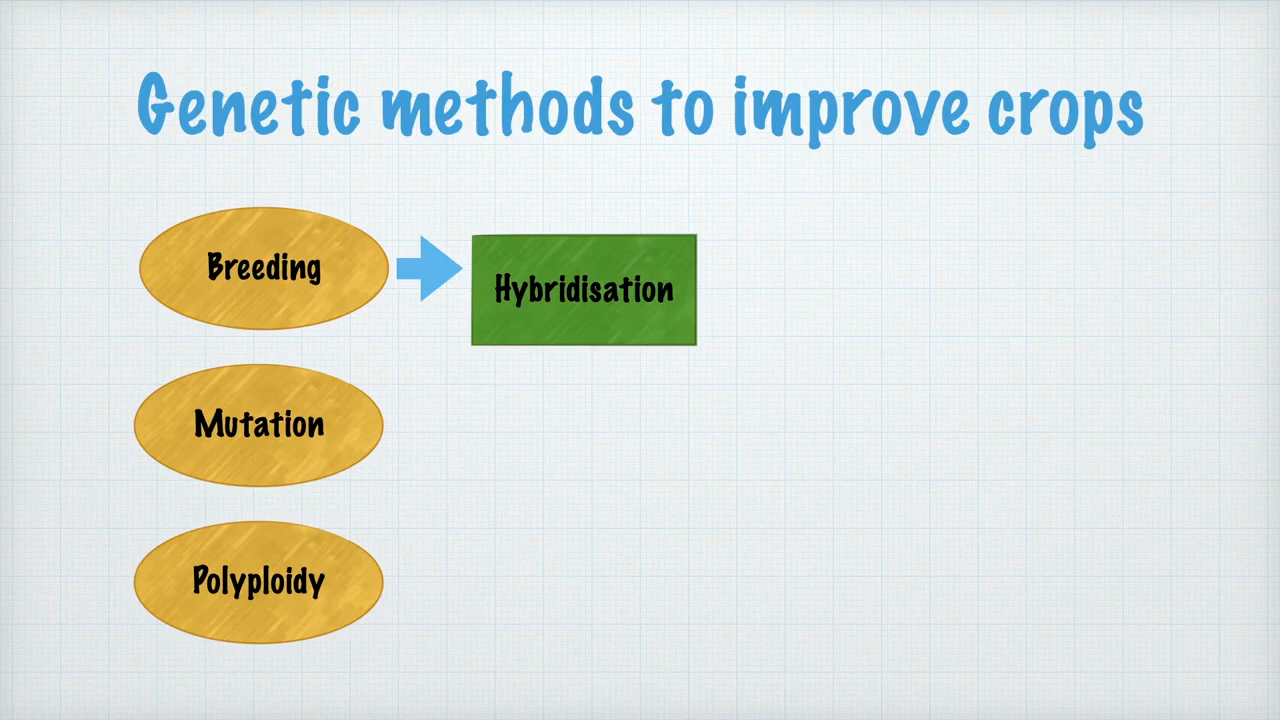 Genetic methods to improve crops
Breeding
Hybridisation
Mutation
Polyploidy